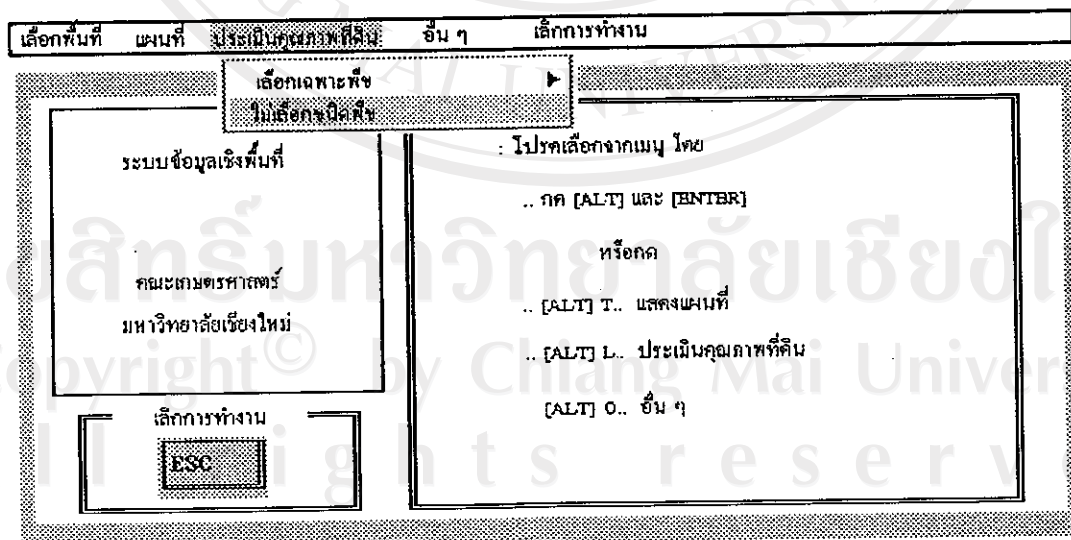 เลือกพื้นที่ แผนที่ ประเมินคุณภาพที่ดิน อื่น ๆ เลิกการทำงาน
เลือกเฉพาะพืช
ไม่เลือกชนิดพืช
ระบบข้อมูลเชิงพื้นที่
คณะเกษตรศาสตร์
มหาวิทยาลัยเชียงใหม่
เลิกการทำงาน
ESC
: โปรดเลือกจากเมนู โดย
.. กด [ALT] และ [ENTER]
หรือกด
.. [ALT] T.. แสดงแผนที่
.. [ALT] L.. ประเมินคุณภาพที่ดิน
[ALT] O.. อื่น ๆ
MAI UNIVERSI
ยสิทธิ์มหาวิทยาลัยเชียงให
Copyright© by Chiang Mai Univer
ll rights reserve